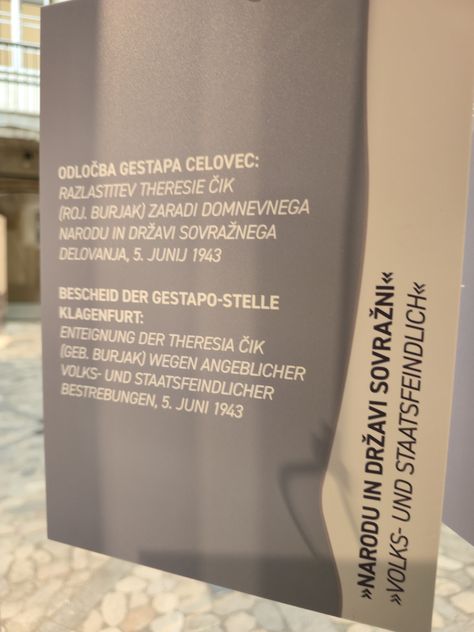 ODLOČBA GESTAPA CELOVEC:
RAZLASTITEV THERESIE ČIK
(ROJ. BURJAK) ZARADI DOMNEVNEGA
NARODU IN DRŽAVI SOVRAŽNEGA
DELOVANJA, 5. JUNIJ 1943
BESCHEID DER GESTAPO-STELLE
KLAGENFURT:
ENTEIGNUNG DER THERESIA ČIK
(GEB. BURJAK) WEGEN ANGEBLICHER
VOLKS- UND STAATSFEINDLICHER
BESTREBUNGEN, 5. JUNI 1943
»NARODU IN DRŽAVI SOVRAŽNI«
»VOLKS- UND STAATSFEINDLICH«